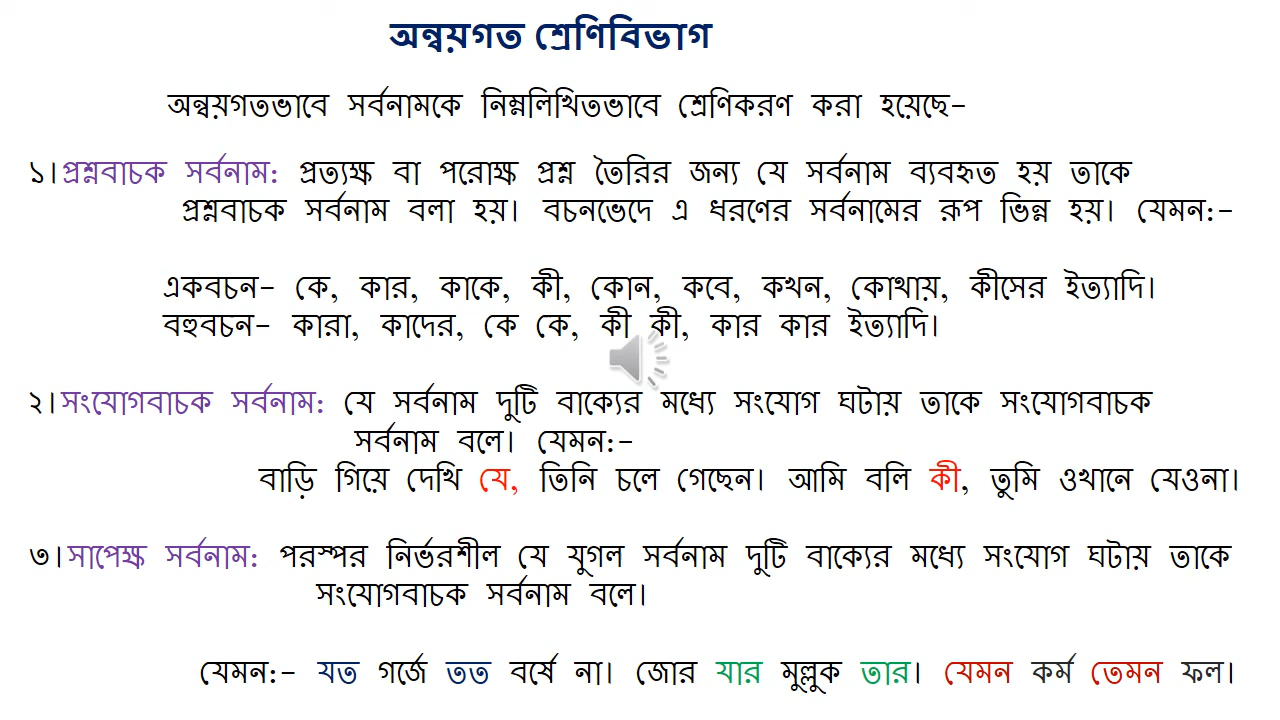 অন্বয়গত শ্রেণিবিভাগ
অন্বয়গতভাবে সর্বনামকে নিম্নলিখিতভাবে শ্রেণিকরণ করা হয়েছে-
১। প্রশ্নবাচক সর্বনাম: প্রত্যক্ষ বা পরোক্ষ প্রশ্ন তৈরির জন্য যে সর্বনাম ব্যবহৃত হয় তাকে
প্রশ্নবাচক সর্বনাম বলা হয়। বচনভেদে এ ধরণের সর্বনামের রূপ ভিন্ন হয়। যেমন:-
একবচন- কে, কার, কাকে, কী, কোন, কবে, কখন, কোথায়, কীসের ইত্যাদি।
বহুবচন- কারা, কাদের, কে কে, কী কী, কার কার ইত্যাদি।
২। সংযোগবাচক সর্বনাম: যে সর্বনাম দুটি বাক্যের মধ্যে সংযোগ ঘটায় তাকে সংযোগবাচক
সর্বনাম বলে। যেমন:-
বাড়ি গিয়ে দেখি যে, তিনি চলে গেছেন। আমি বলি কী, তুমি ওখানে যেওনা।
৩। সাপেক্ষ সর্বনাম: পরস্পর নির্ভরশীল যে যুগল সর্বনাম দুটি বাক্যের মধ্যে সংযোগ ঘটায় তাকে
সংযোগবাচক সর্বনাম বলে।
যেমন:- যত গর্জে তত বর্ষে না। জোর যার মুল্লুক তার। যেমন কর্ম তেমন ফল।